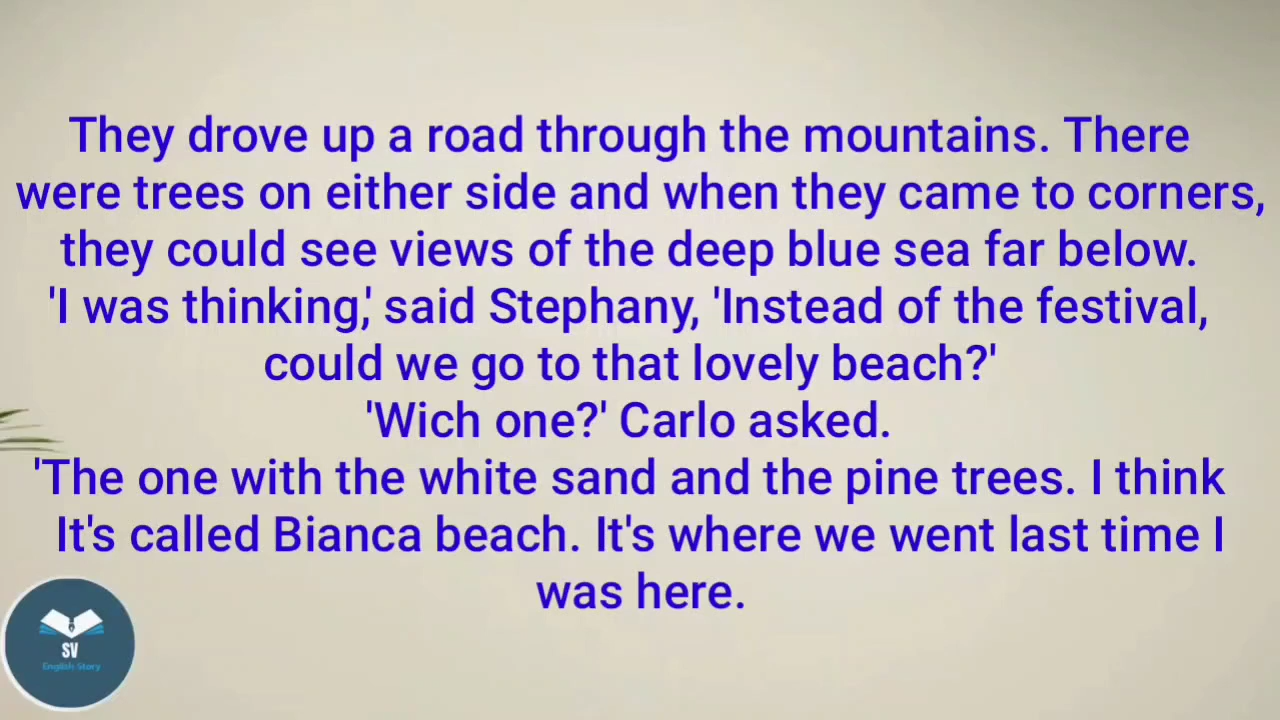 They drove up a road through the mountains. There
were trees on either side and when they came to corners,
they could see views of the deep blue sea far below.
'I was thinking,' said Stephany, 'Instead of the festival,
could we go to that lovely beach?'
'Wich one?' Carlo asked.
'The one with the white sand and the pine trees. I think
It's called Bianca beach. It's where we went last time I
was here.
SV
English Story